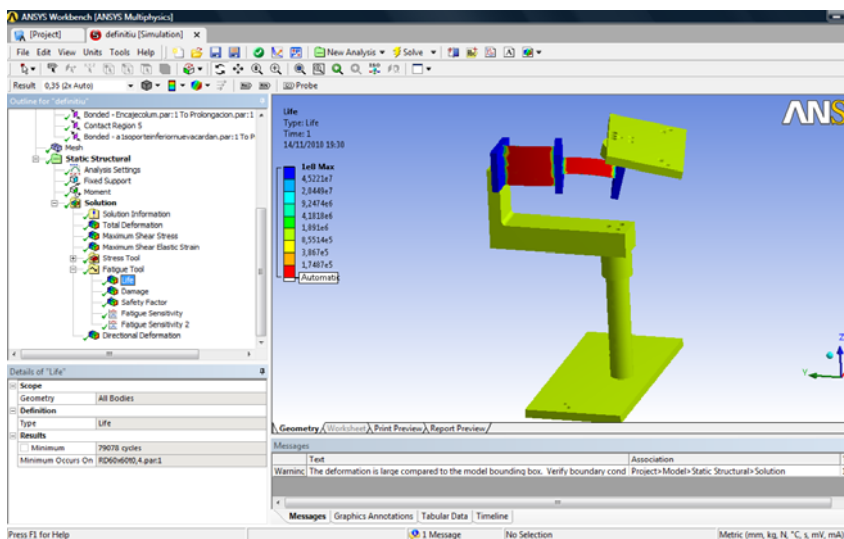 ANSYS Workbench [ANSYS Multiphysics]
[Project] definitiu [Simulation] x
File Edit View Units Tools Help New Analysis Solve
Result 0,35 (2x Auto) Probe
Outline for "definitiu"
Bonded - Encajecolum.par:1 To Prolongacion.par:1
Contact Region 5
Bonded - a1soporteinferiornuevacardan.par:1 To P
Mesh
Static Structural
Analysis Settings
Fixed Support
Moment
Solution
Solution Information
Total Deformation
Maximum Shear Stress
Maximum Shear Elastic Strain
Stress Tool
Fatigue Tool
Life
Damage
Safety Factor
Fatigue Sensitivity
Fatigue Sensitivity 2
Directional Deformation
Details of "Life"
Scope
Geometry All Bodies
Definition
Type Life
Results
Minimum 79078 cycles
Minimum Occurs On RD60x60t0,4.par:1
Life
Type: Life
Time: 1
14/11/2010 19:30
1e8 Max
4,5221e7
2,0449e7
9,2474e6
4,1818e6
1,891e6
8,5514e5
3,867e5
1,7487e5
Automatic
ANS
Z
Y
Geometry Worksheet Print Preview Report Preview
Messages
Text Association
Warning The deformation is large compared to the model bounding box. Verify boundary cond Project>Model>Static Structural>Solution
Messages Graphics Annotations Tabular Data Timeline
Press F1 for Help 1 Message No Selection Metric (mm, kg, N, °C, s, mV, mA)